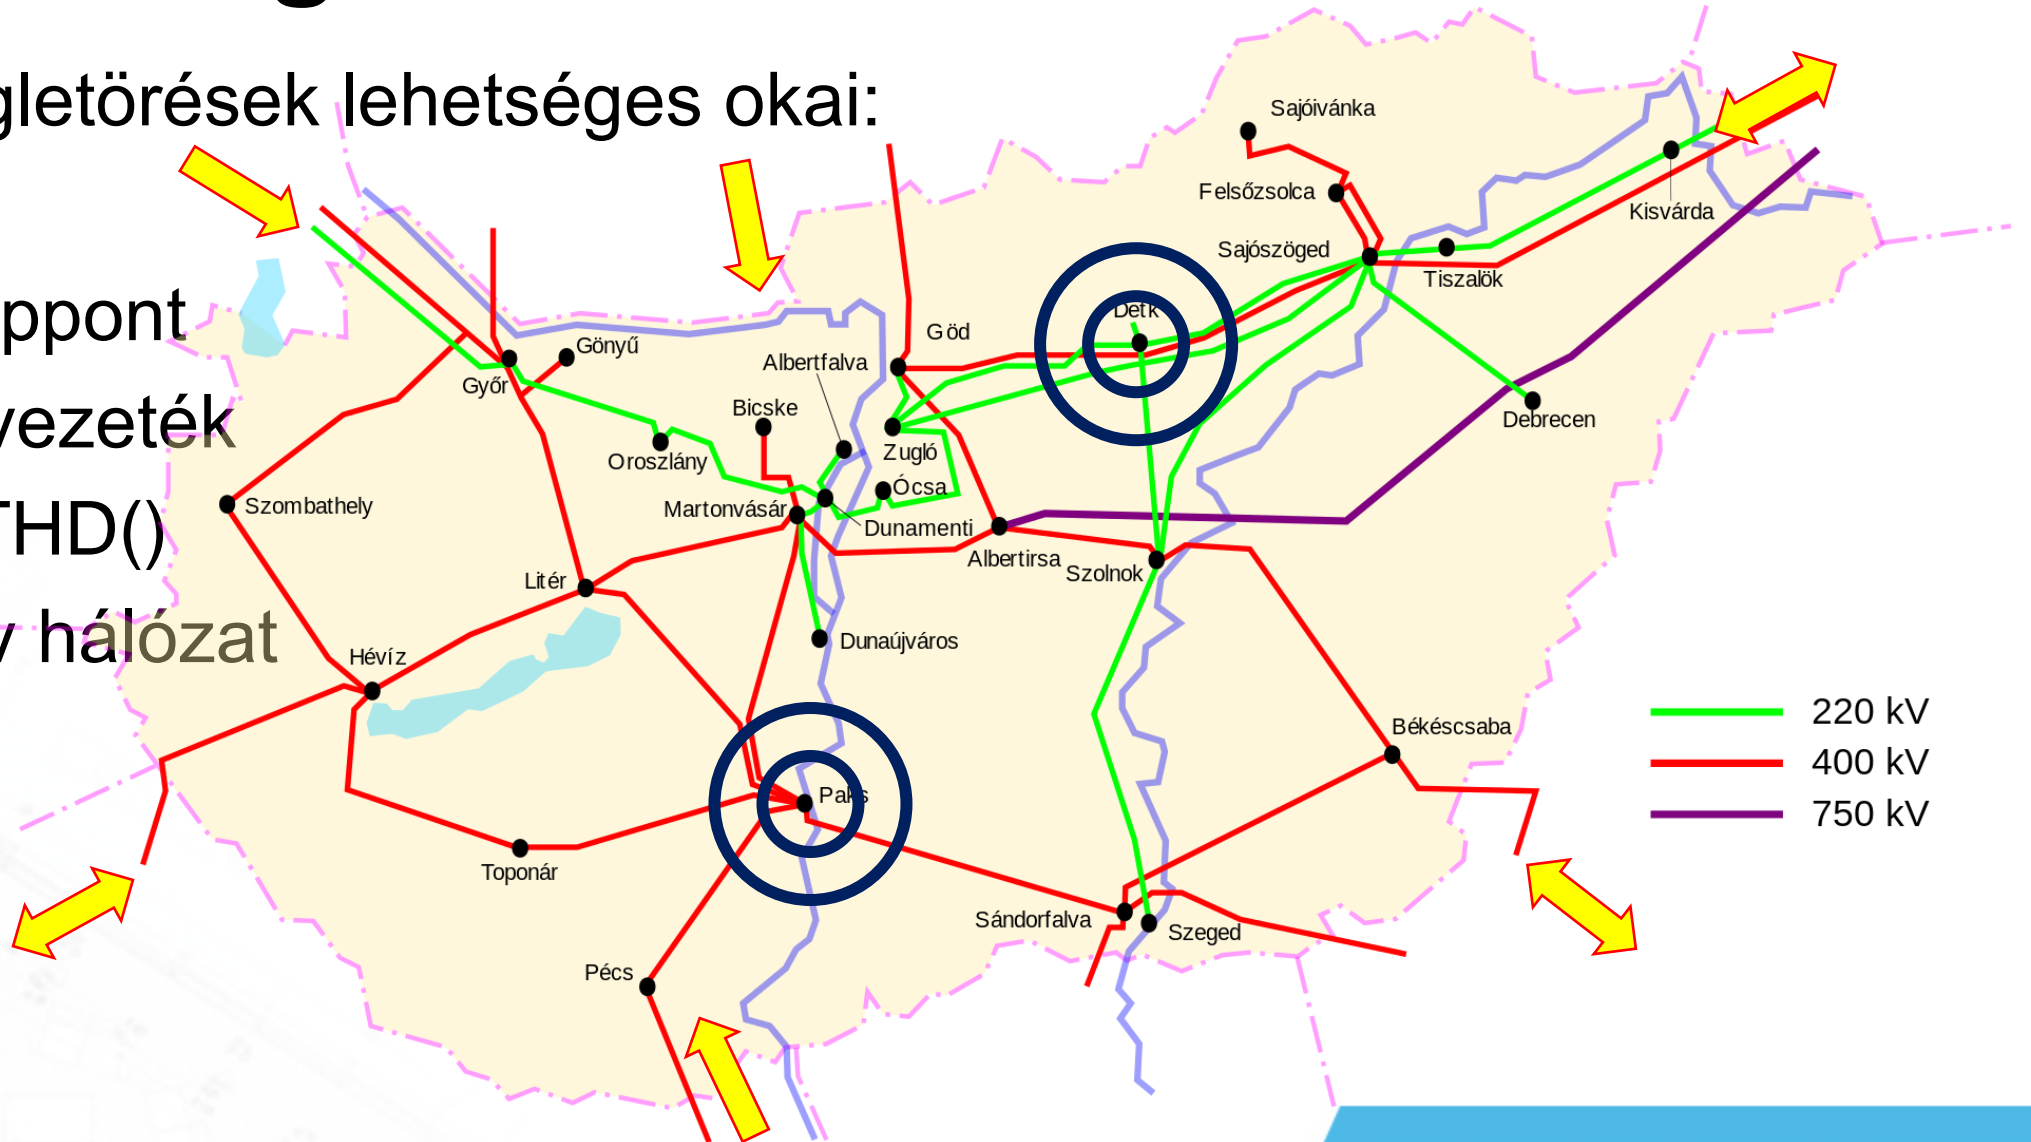 gletörések lehetséges okai:
ppont
vezeték
THD()
v hálózat
Sajóivánka
Felsőzsolca
Sajószöged
Kisvárda
Tiszalök
Detk
Göd
Gönyű
Győr
Albertfalva
Bicske
Debrecen
Zugló
Oroszlány
Ócsa
Szombathely
Martonvásár
Dunamenti
Albertirsa
Szolnok
Litér
Dunaújváros
Hévíz
220 kV
Békéscsaba
400 kV
Paks
750 kV
Toponár
Sándorfalva
Szeged
Pécs